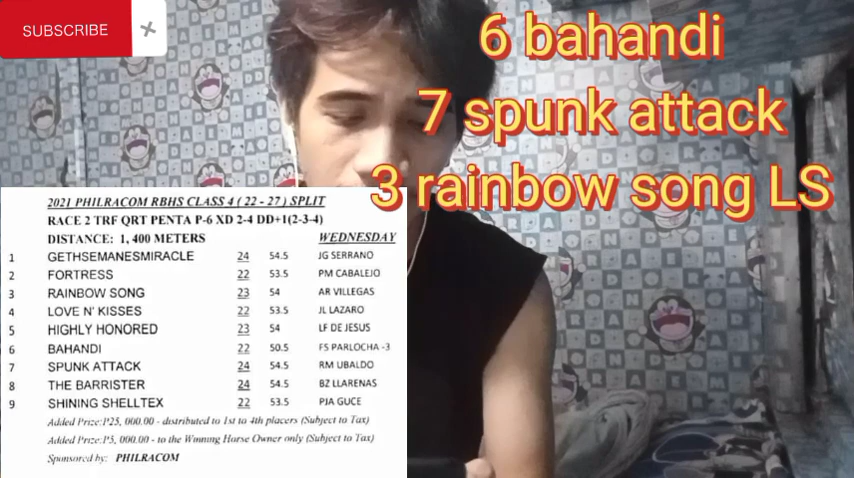 SUBSCRIBE
6 bahandi
7 spunk attack
3 rainbow song LS
2021 PHILRACOM RBHS CLASS 4 ( 22 - 27 ) SPLIT
RACE 2 TRF QRT PENTA P-6 XD 2-4 DD+1(2-3-4)
DISTANCE: 1, 400 METERS WEDNESDAY
1 GETHSEMANESMIRACLE 24 54.5 JG SERRANO
2 FORTRESS 22 53.5 PM CABALEJO
3 RAINBOW SONG 23 54 AR VILLEGAS
4 LOVE N' KISSES 22 53.5 JL LAZARO
5 HIGHLY HONORED 23 54 LF DE JESUS
6 BAHANDI 22 50.5 FS PARLOCHA -3
7 SPUNK ATTACK 24 54.5 RM UBALDO
8 THE BARRISTER 24 54.5 BZ LLARENAS
9 SHINING SHELLTEX 22 53.5 PJA GUCE
Added Prize:P25, 000.00 - distributed to 1st to 4th placers (Subject to Tax)
Added Prize:P5, 000.00 - to the Winning Horse Owner only (Subject to Tax)
Sponsored by: PHILRACOM